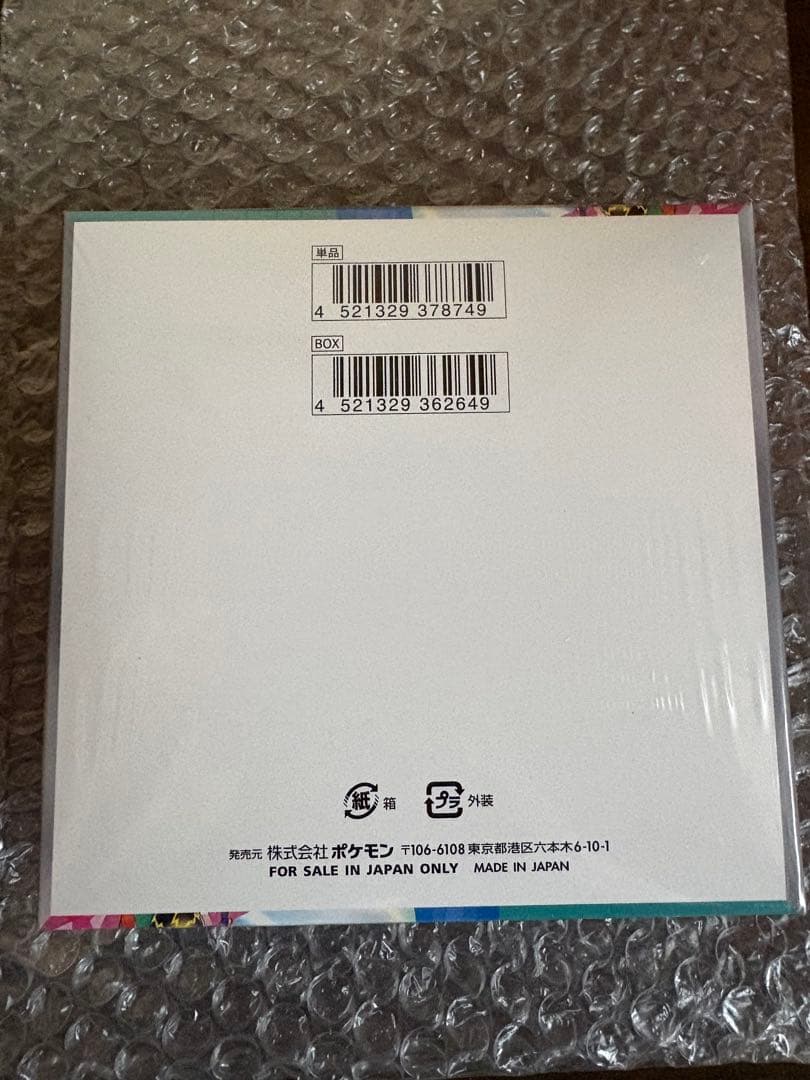 単品
4 521329 378749
BOX
4 521329 362649
紙 箱 プラ 外装
発売元 株式会社 ポケモン 〒106-6108 東京都港区六本木6-10-1
FOR SALE IN JAPAN ONLY MADE IN JAPAN